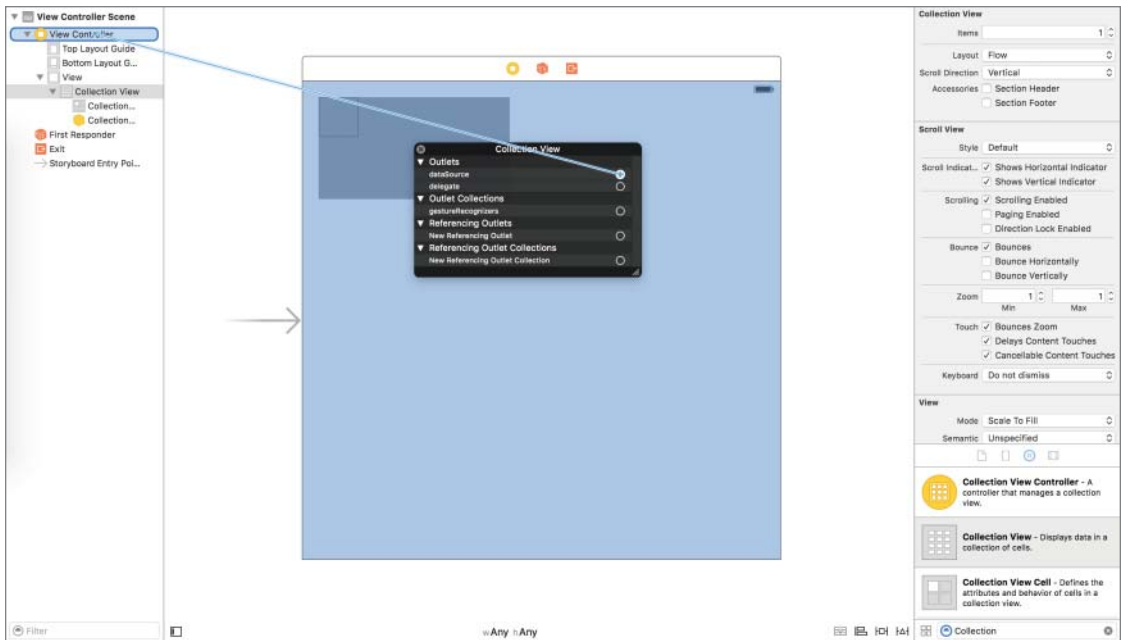 View Controller Scene
View Controller
Top Layout Guide
Bottom Layout G...
View
Collection View
Collection...
Collection...
First Responder
Exit
Storyboard Entry Poi...
Filter
Collection View
Outlets
dataSource
delegate
Outlet Collections
gestureRecognizers
Referencing Outlets
New Referencing Outlet
Referencing Outlet Collections
New Referencing Outlet Collection
wAny hAny
Collection View
Items 1
Layout Flow
Scroll Direction Vertical
Accessories Section Header
Section Footer
Scroll View
Style Default
Scroll Indicat... Shows Horizontal Indicator
Shows Vertical Indicator
Scrolling Scrolling Enabled
Paging Enabled
Direction Lock Enabled
Bounce Bounces
Bounce Horizontally
Bounce Vertically
Zoom 1 1
Min Max
Touch Bounces Zoom
Delays Content Touches
Cancellable Content Touches
Keyboard Do not dismiss
View
Mode Scale To Fill
Semantic Unspecified
Collection View Controller - A
controller that manages a collection
view.
Collection View - Displays data in a
collection of cells.
Collection View Cell - Defines the
attributes and behavior of cells in a
collection view.
Collection